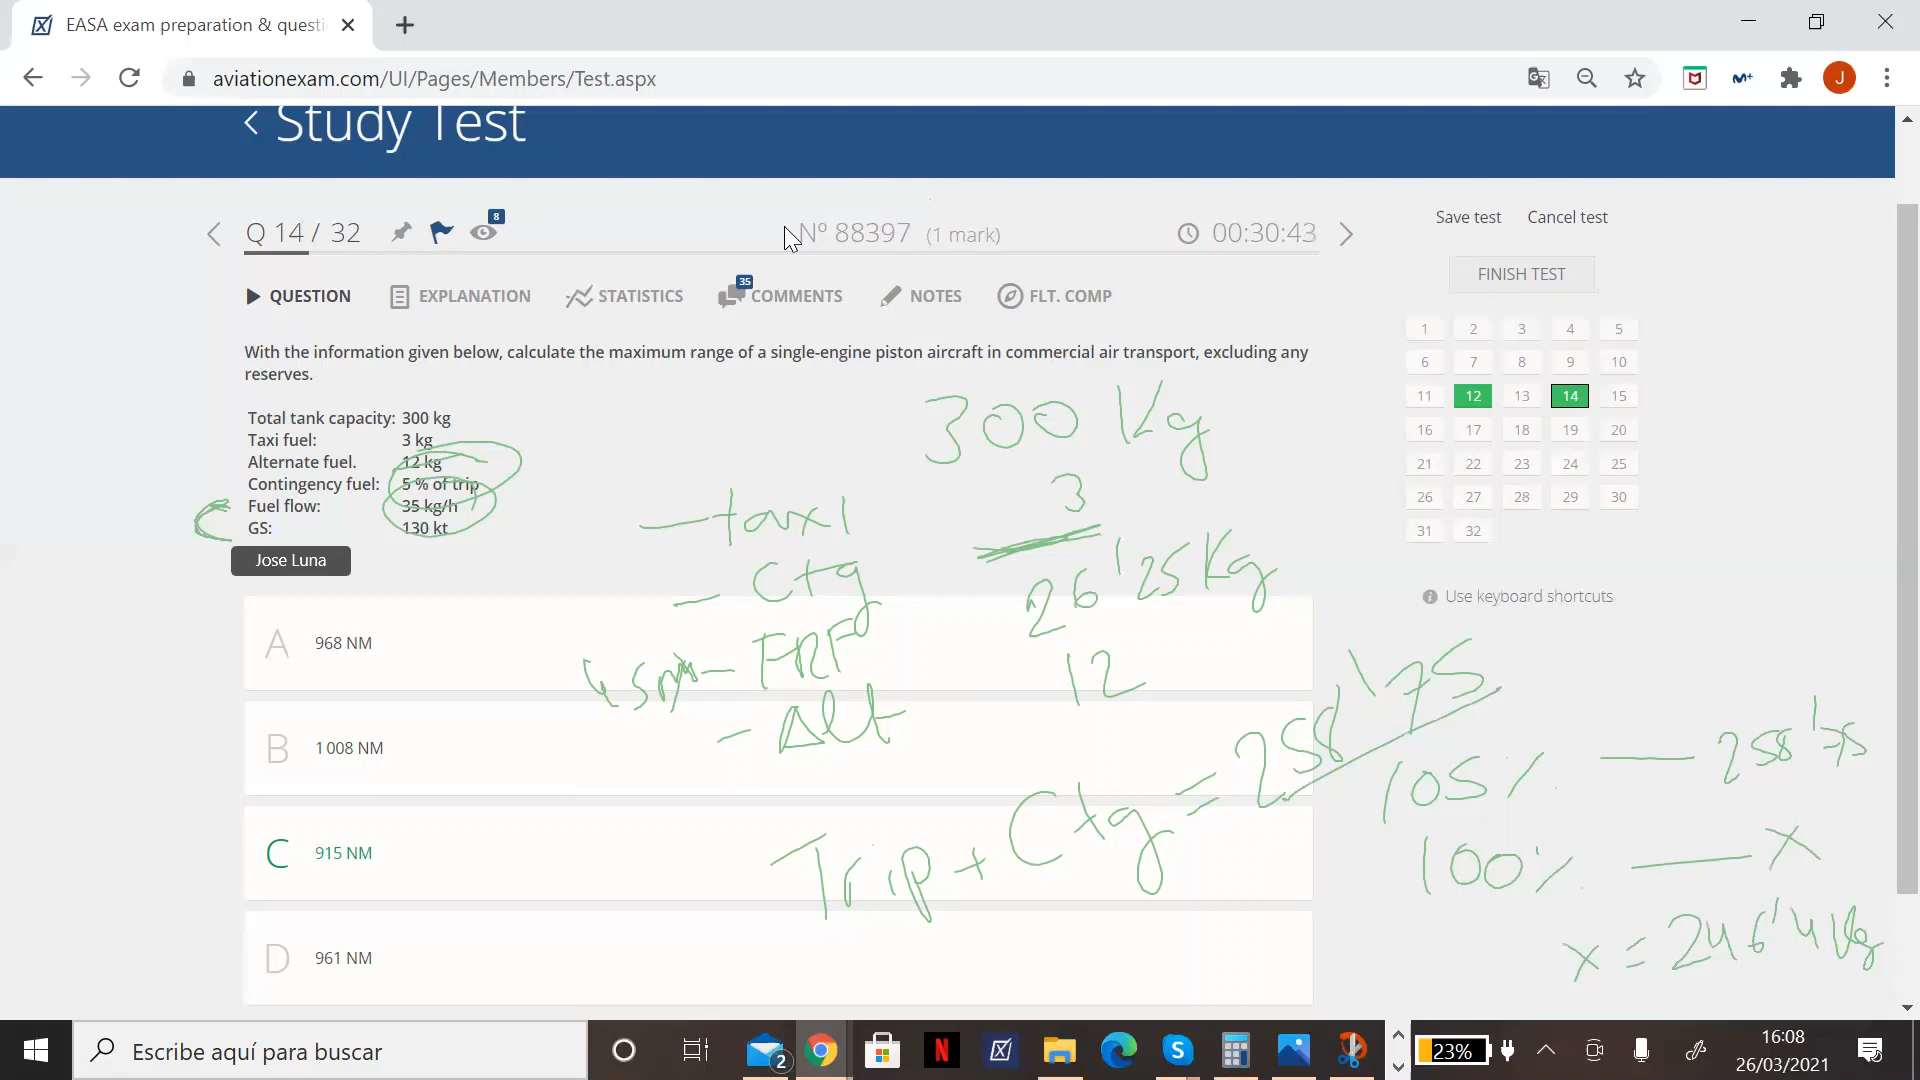 EASA exam preparation & questi
aviationexam.com/UI/Pages/Members/Test.aspx
J
Study Test
Q 14 / 32
8
Nº 88397 (1 mark)
00:30:43
Save test Cancel test
FINISH TEST
QUESTION
EXPLANATION
STATISTICS
35
COMMENTS
NOTES
FLT. COMP
1 2 3 4 5
6 7 8 9 10
11 12 13 14 15
16 17 18 19 20
21 22 23 24 25
26 27 28 29 30
31 32
Use keyboard shortcuts
With the information given below, calculate the maximum range of a single-engine piston aircraft in commercial air transport, excluding any
reserves.
Total tank capacity: 300 kg
Taxi fuel: 3 kg
Alternate fuel. 12 kg
Contingency fuel: 5 % of trip
Fuel flow: 35 kg/h
GS: 130 kt
Jose Luna
300 Kg
- taxi 3
- Ctg
45min - FRF 26'25 Kg
- Alt 12
Trip + Ctg = 258'75
105% — 258'75
100% — x
x = 246'4 Kg
A 968 NM
B 1 008 NM
C 915 NM
D 961 NM
Escribe aquí para buscar
2
N
S
23%
16:08
26/03/2021